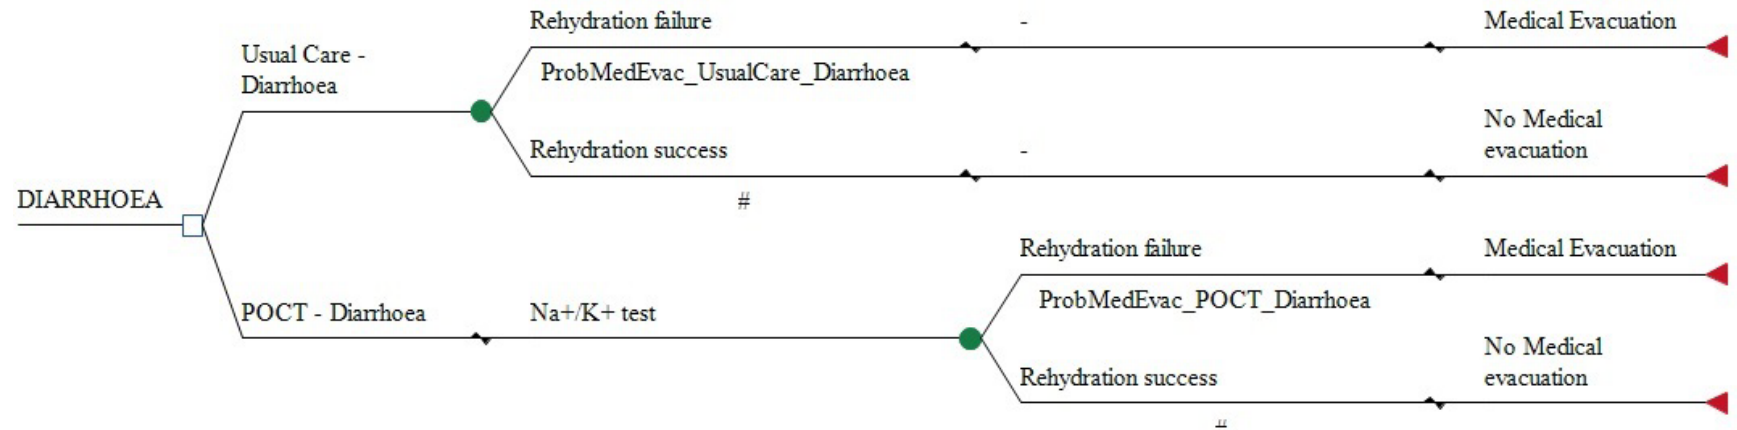 Rehydration failure
-
Medical Evacuation
Usual Care -
Diarrhoea
ProbMedEvac_UsualCare_Diarrhoea
No Medical
evacuation
Rehydration success
-
#
DIARRHOEA
Rehydration failure
Medical Evacuation
ProbMedEvac_POCT_Diarrhoea
POCT - Diarrhoea
Na+/K+ test
No Medical
evacuation
Rehydration success
#